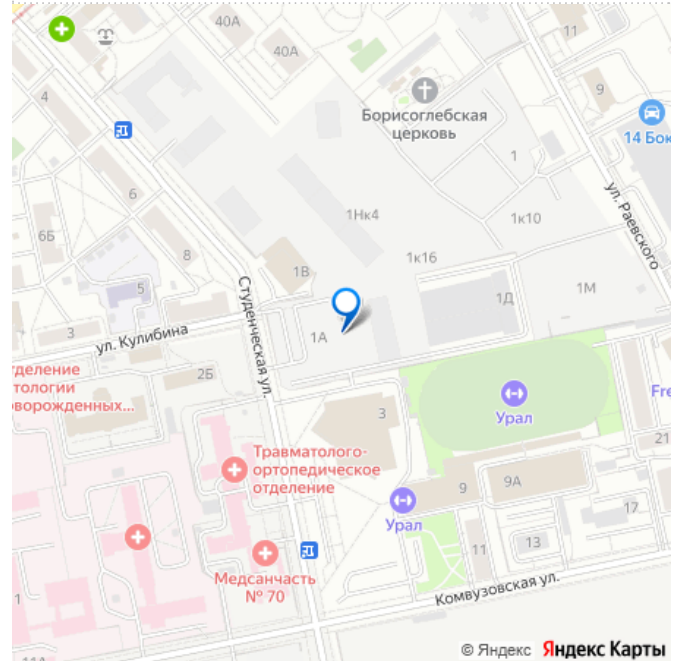 40А
11
40А
9
4
Борисоглебская
церковь
14 Бок
1
ул. Раевского
6
1Нк4
1к10
6Б
8
1В
1к16
5
1Д
1М
Студенческая ул.
3
ул. Кулибина
1А
тделение
тологии
ворожденных...
2Б
3
Урал
Fre
21
Травматолого-
ортопедическое
отделение
9
9А
17
Урал
11
13
Медсанчасть
№ 70
1
Комвузовская ул.
© Яндекс Яндекс Карты